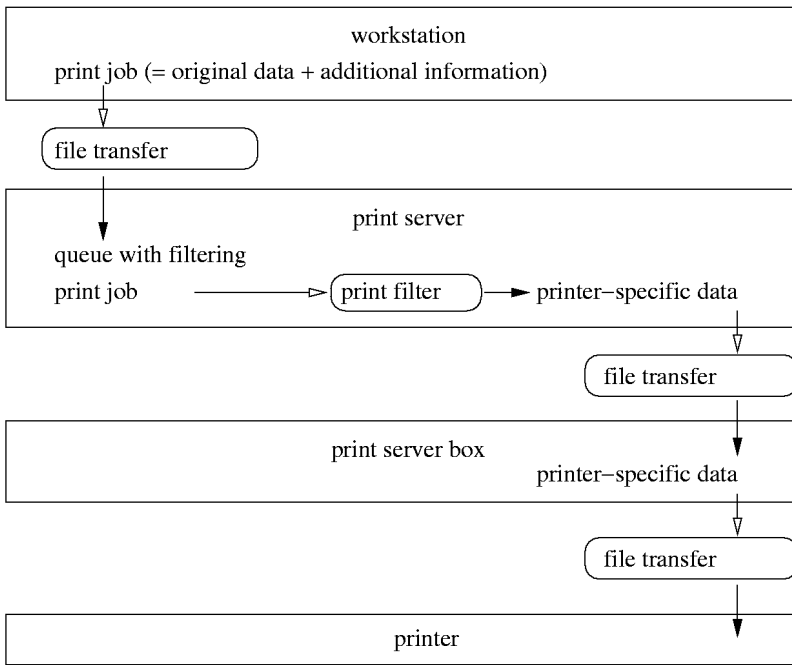 workstation
print job (= original data + additional information)
file transfer
print server
queue with filtering
print job
print filter
printer−specific data
file transfer
print server box
printer−specific data
file transfer
printer